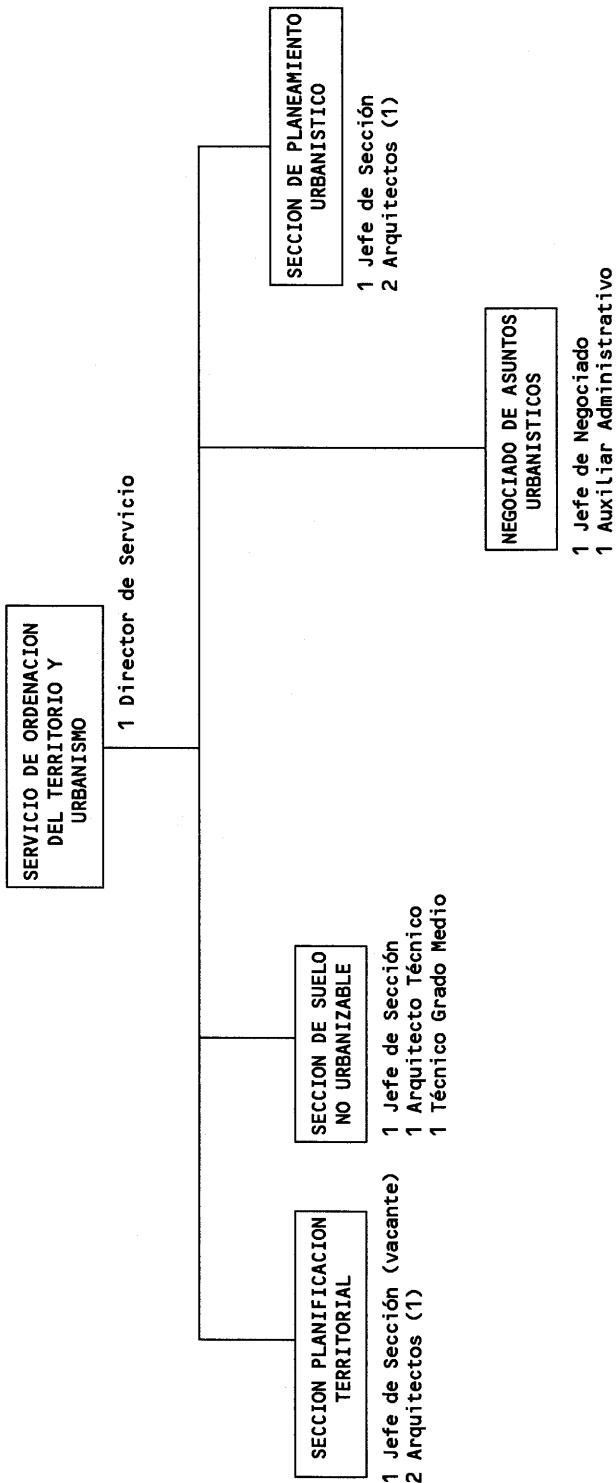 SERVICIO DE ORDENACION
DEL TERRITORIO Y
URBANISMO
1 Director de Servicio
SECCION PLANIFICACION
TERRITORIAL
1 Jefe de Sección (vacante)
2 Arquitectos (1)
SECCION DE SUELO
NO URBANIZABLE
1 Jefe de Sección
1 Arquitecto Técnico
1 Técnico Grado Medio
NEGOCIADO DE ASUNTOS
URBANISTICOS
1 Jefe de Negociado
1 Auxiliar Administrativo
SECCION DE PLANEAMIENTO
URBANISTICO
1 Jefe de Sección
2 Arquitectos (1)